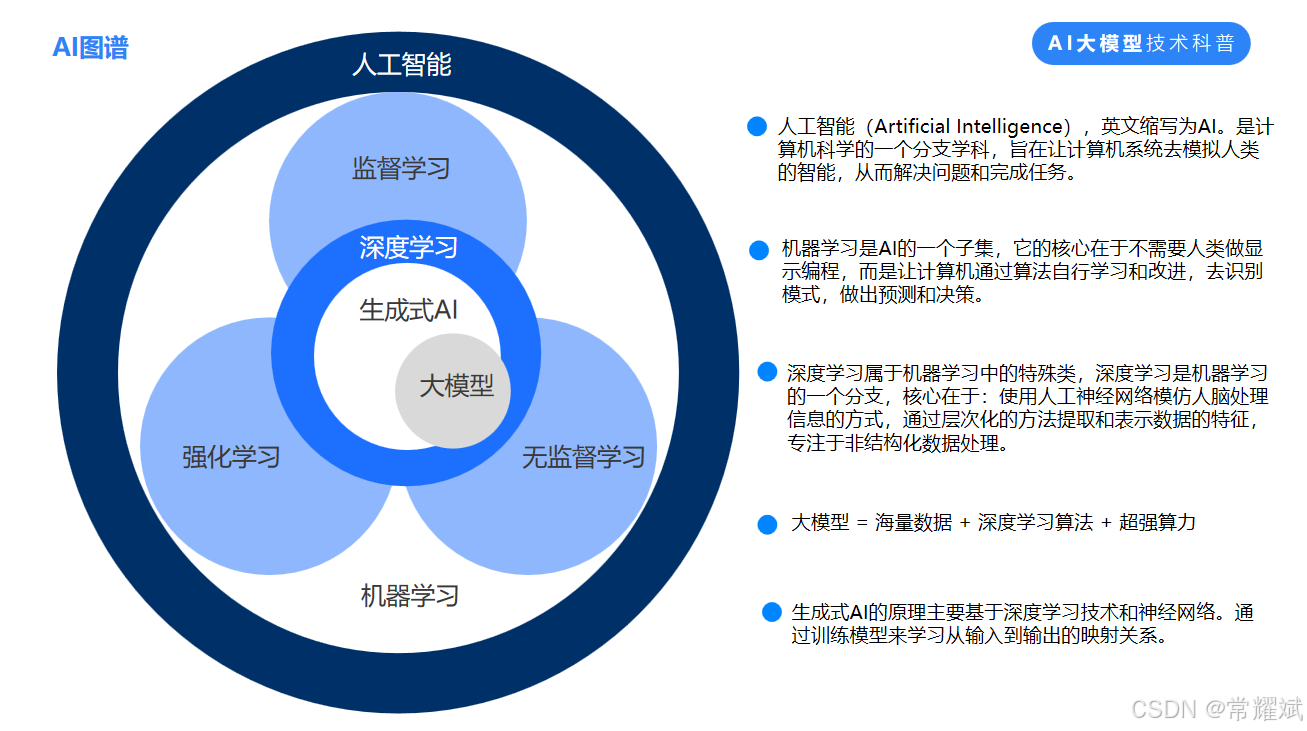 AI图谱
AI大模型技术科普
人工智能
监督学习
深度学习
生成式AI
大模型
强化学习
无监督学习
机器学习
人工智能（Artificial Intelligence），英文缩写为AI。是计
算机科学的一个分支学科，旨在让计算机系统去模拟人类
的智能，从而解决问题和完成任务。
机器学习是AI的一个子集，它的核心在于不需要人类做显
示编程，而是让计算机通过算法自行学习和改进，去识别
模式，做出预测和决策。
深度学习属于机器学习中的特殊类，深度学习是机器学习
的一个分支，核心在于：使用人工神经网络模仿人脑处理
信息的方式，通过层次化的方法提取和表示数据的特征，
专注于非结构化数据处理。
大模型 = 海量数据 + 深度学习算法 + 超强算力
生成式AI的原理主要基于深度学习技术和神经网络。通
过训练模型来学习从输入到输出的映射关系。
CSDN @常耀斌